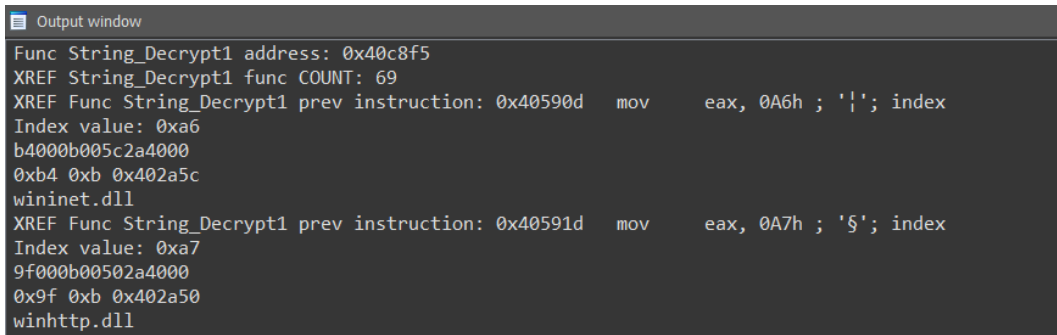 Output window
Func String_Decrypt1 address: 0x40c8f5
XREF String_Decrypt1 func COUNT: 69
XREF Func String_Decrypt1 prev instruction: 0x40590d   mov     eax, 0A6h ; '¦'; index
Index value: 0xa6
b4000b005c2a4000
0xb4 0xb 0x402a5c
wininet.dll
XREF Func String_Decrypt1 prev instruction: 0x40591d   mov     eax, 0A7h ; '§'; index
Index value: 0xa7
9f000b00502a4000
0x9f 0xb 0x402a50
winhttp.dll